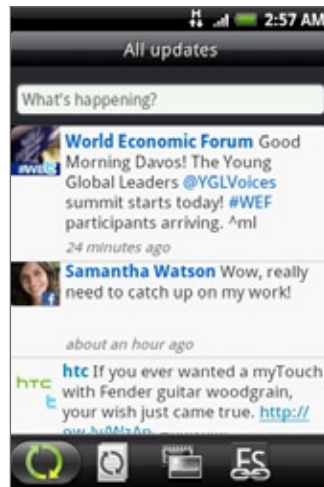 H 2:57 AM
All updates
What's happening?
World Economic Forum Good
Morning Davos! The Young
Global Leaders @YGLVoices
summit starts today! #WEF
participants arriving. ^ml
#WEF
24 minutes ago
Samantha Watson Wow, really
need to catch up on my work!
about an hour ago
htc If you ever wanted a myTouch
hTC
with Fender guitar woodgrain,
your wish just came true. http://